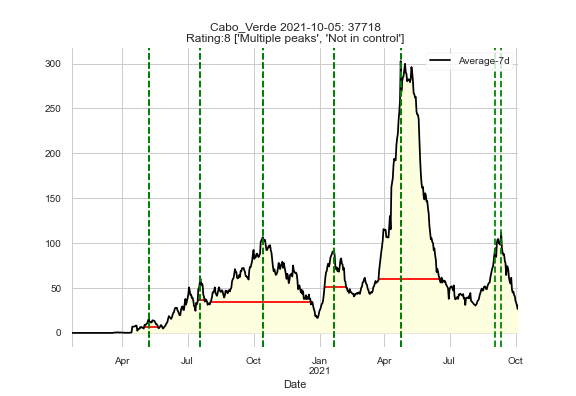 Cabo_Verde 2021-10-05: 37718
Rating:8 ['Multiple peaks', 'Not in control']
Average-7d
300
250
200
150
100
50
0
Apr
Jul
Oct
Jan
2021
Apr
Jul
Oct
Date